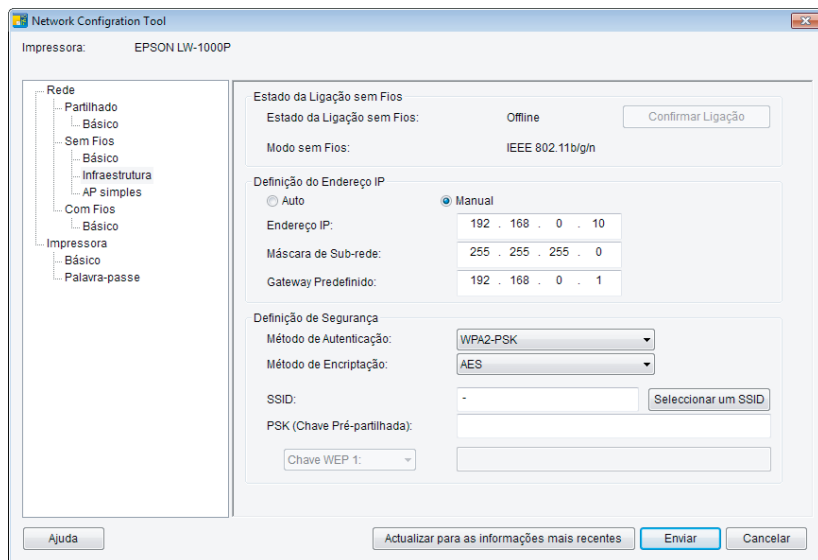 Network Configration Tool
Impressora: EPSON LW-1000P
Rede
Partilhado
Básico
Sem Fios
Básico
Infraestrutura
AP simples
Com Fios
Básico
Impressora
Básico
Palavra-passe
Estado da Ligação sem Fios
Estado da Ligação sem Fios: Offline Confirmar Ligação
Modo sem Fios: IEEE 802.11b/g/n
Definição do Endereço IP
Auto Manual
Endereço IP: 192 . 168 . 0 . 10
Máscara de Sub-rede: 255 . 255 . 255 . 0
Gateway Predefinido: 192 . 168 . 0 . 1
Definição de Segurança
Método de Autenticação: WPA2-PSK
Método de Encriptação: AES
SSID: - Seleccionar um SSID
PSK (Chave Pré-partilhada):
Chave WEP 1:
Ajuda Actualizar para as informações mais recentes Enviar Cancelar